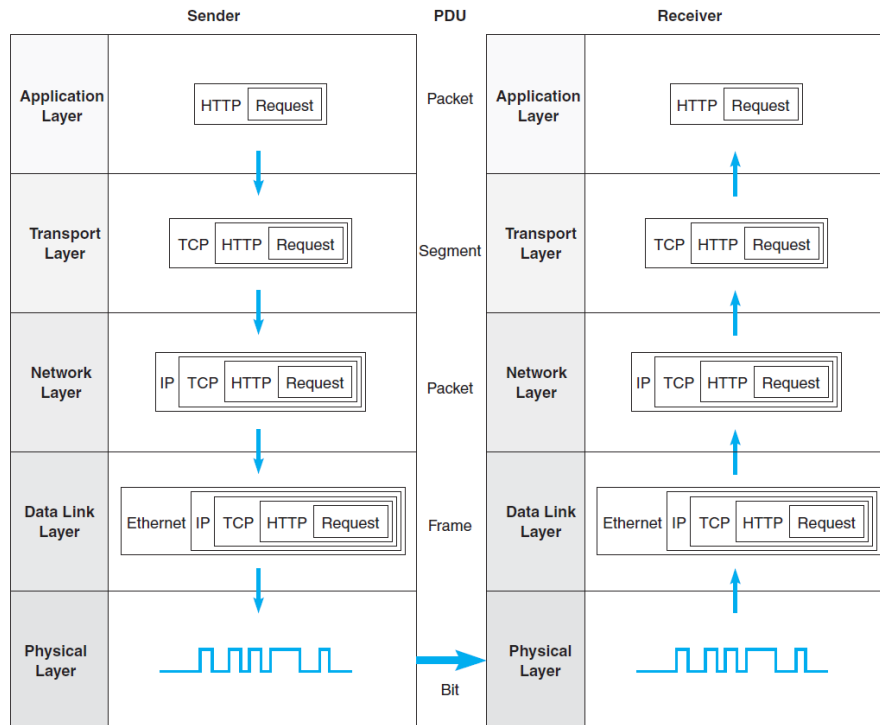 Sender PDU Receiver
Application
Layer
HTTP Request
Packet
Application
Layer
HTTP Request
Transport
Layer
TCP HTTP Request
Segment
Transport
Layer
TCP HTTP Request
Network
Layer
IP TCP HTTP Request
Packet
Network
Layer
IP TCP HTTP Request
Data Link
Layer
Ethernet IP TCP HTTP Request
Frame
Data Link
Layer
Ethernet IP TCP HTTP Request
Physical
Layer
Bit
Physical
Layer